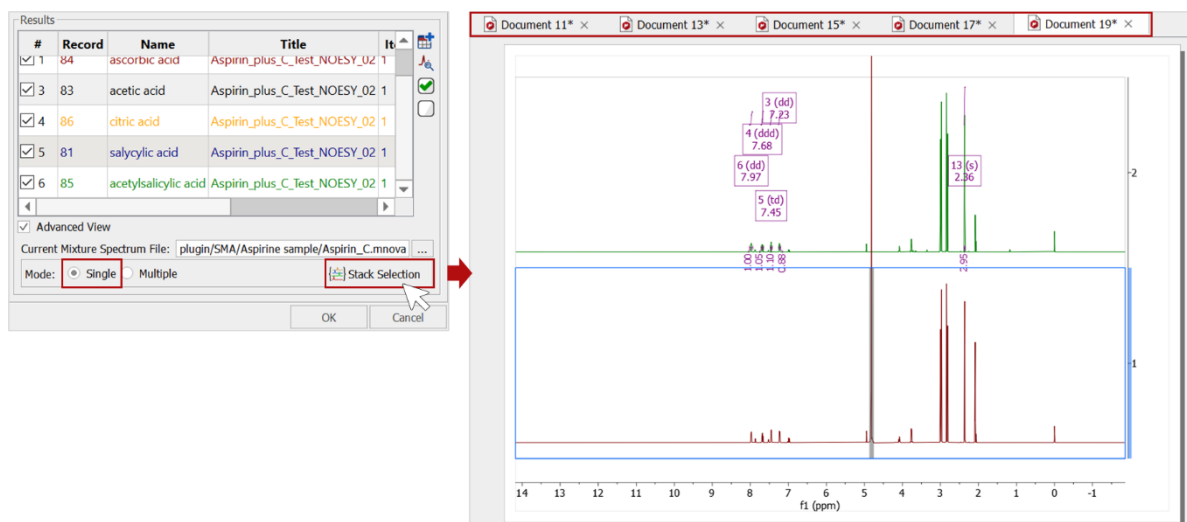 Results
# Record Name Title Ite
1 84 ascorbic acid Aspirin_plus_C_Test_NOESY_02 1
3 83 acetic acid Aspirin_plus_C_Test_NOESY_02 1
4 86 citric acid Aspirin_plus_C_Test_NOESY_02 1
5 81 salycylic acid Aspirin_plus_C_Test_NOESY_02 1
6 85 acetylsalicylic acid Aspirin_plus_C_Test_NOESY_02 1
Advanced View
Current Mixture Spectrum File: plugin/SMA/Aspirine sample/Aspirin_C.mnova ...
Mode: Single Multiple Stack Selection
OK Cancel
Document 11* × Document 13* × Document 15* × Document 17* × Document 19* ×
3 (dd)
7.23
4 (ddd)
7.68
6 (dd)
7.97
13 (s)
2.36
5 (td)
7.45
2
1.00 1.05 1.10 0.88 2.95
1
14 13 12 11 10 9 8 7 6 5 4 3 2 1 0 -1
f1 (ppm)